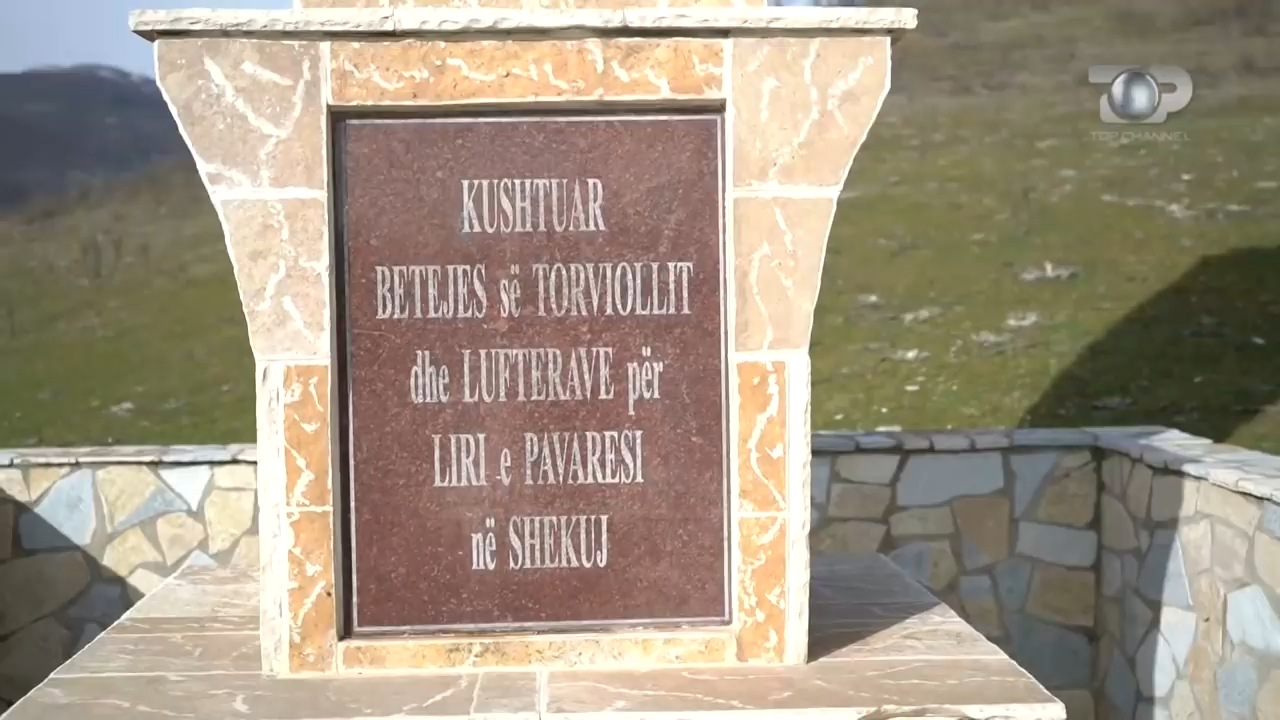 TOP CHANNEL
KUSHTUAR
BETEJES së TORVIOLLIT
dhe LUFTERAVE për
LIRI e PAVARESI
në SHEKUJ